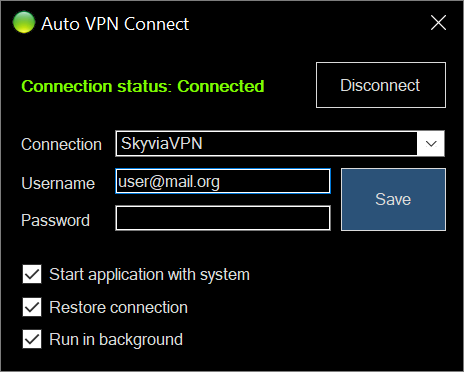 Auto VPN Connect
Connection status: Connected
Disconnect
Connection
SkyviaVPN
Username
user@mail.org
Save
Password
Start application with system
Restore connection
Run in background